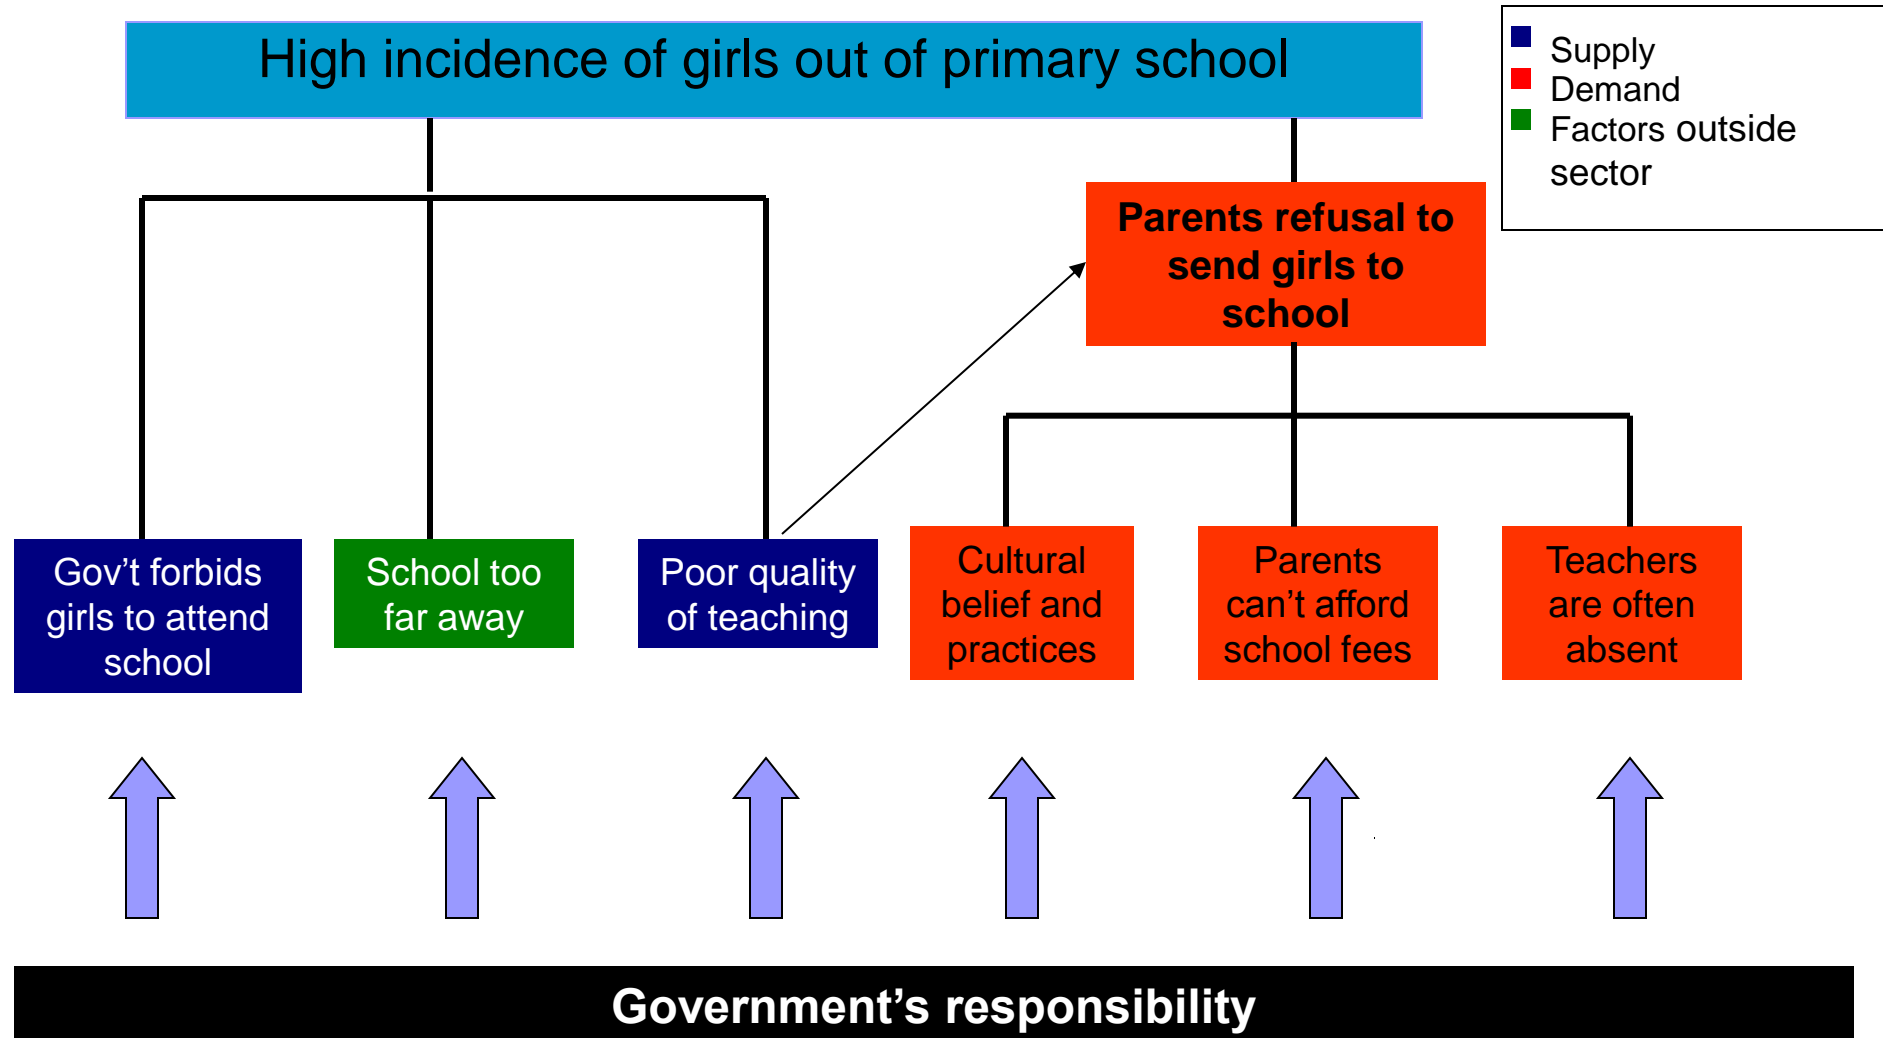 High incidence of girls out of primary school
Supply
Demand
Factors outside
sector
Parents refusal to
send girls to
school
Gov’t forbids
girls to attend
school
School too
far away
Poor quality
of teaching
Cultural
belief and
practices
Parents
can’t afford
school fees
Teachers
are often
absent
Government’s responsibility